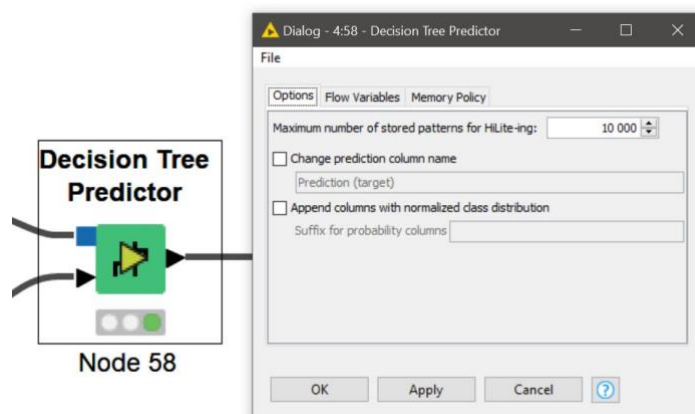 Dialog - 4:58 - Decision Tree Predictor
File
Options Flow Variables Memory Policy
Maximum number of stored patterns for HiLite-ing: 10 000
Change prediction column name
Prediction (target)
Append columns with normalized class distribution
Suffix for probability columns
OK Apply Cancel ?
Decision Tree
Predictor
Node 58